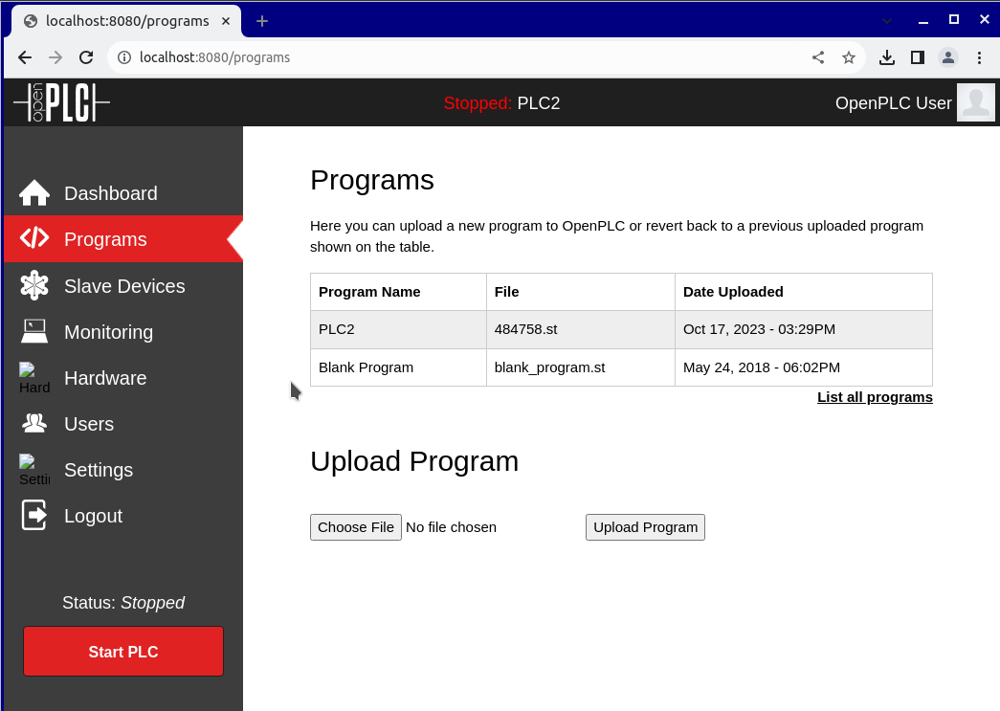 localhost:8080/programs
localhost:8080/programs
open PLC
Stopped: PLC2
OpenPLC User
Dashboard
Programs
Slave Devices
Monitoring
Hard
Hardware
Users
Setti
Settings
Logout
Status: Stopped
Start PLC
Programs
Here you can upload a new program to OpenPLC or revert back to a previous uploaded program
shown on the table.
Program Name File Date Uploaded
PLC2 484758.st Oct 17, 2023 - 03:29PM
Blank Program blank_program.st May 24, 2018 - 06:02PM
List all programs
Upload Program
Choose File No file chosen Upload Program